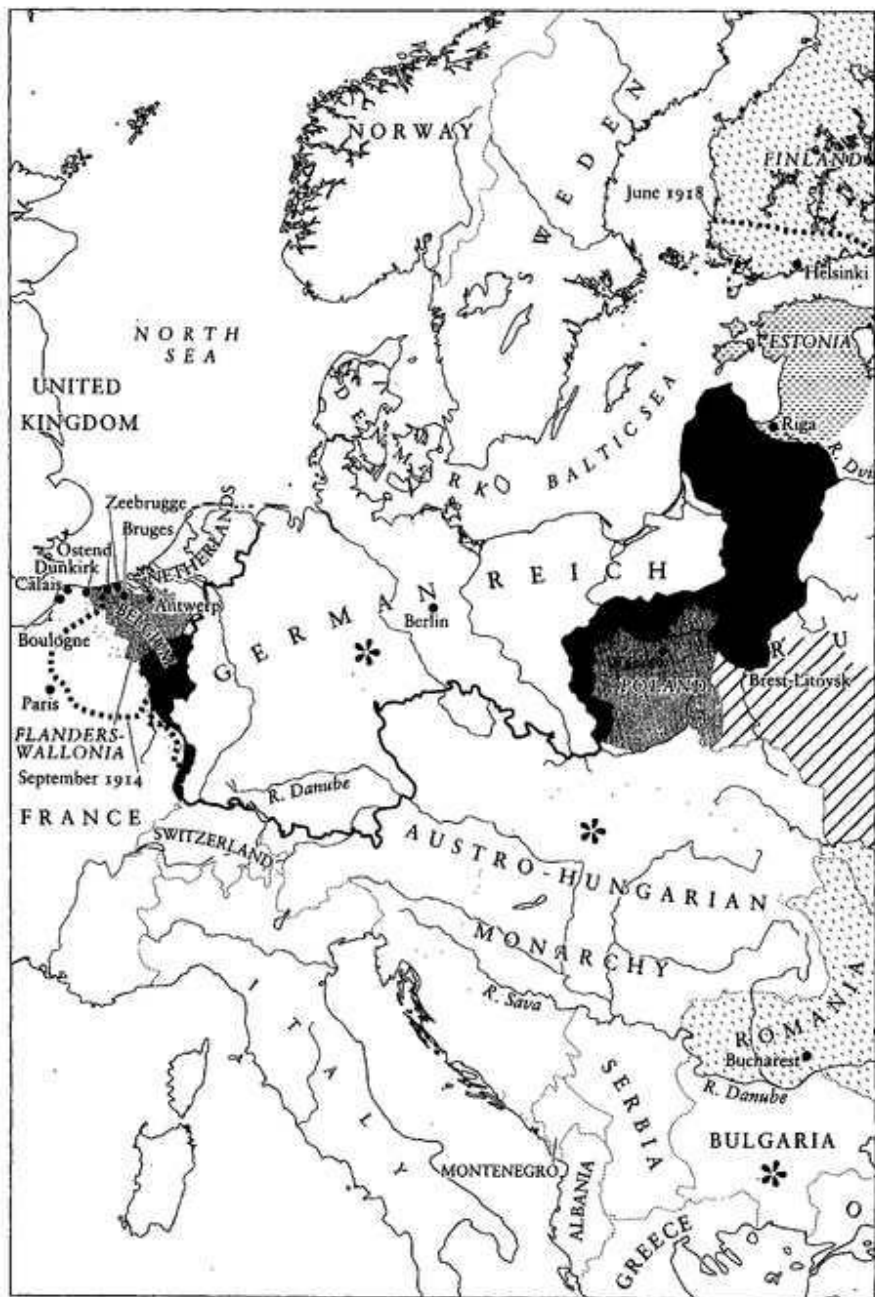 NORWAY
SWEDEN
FINLAND
June 1918
Helsinki
NORTH
SEA
ESTONIA
UNITED
KINGDOM
DENMARK
BALTIC SEA
Riga
Zeebrugge
Bruges
Ostend
Dunkirk
Calais
NETHERLANDS
Antwerp
BELGIUM
Boulogne
GERMAN REICH
Berlin
POLAND
R U
Brest-Litovsk
Paris
FLANDERS-
WALLONIA
September 1914
FRANCE
R. Danube
SWITZERLAND
AUSTRO-HUNGARIAN
MONARCHY
R. Sava
ITALY
ROMANIA
Bucharest
R. Danube
SERBIA
BULGARIA
MONTENEGRO
ALBANIA
GREECE
O